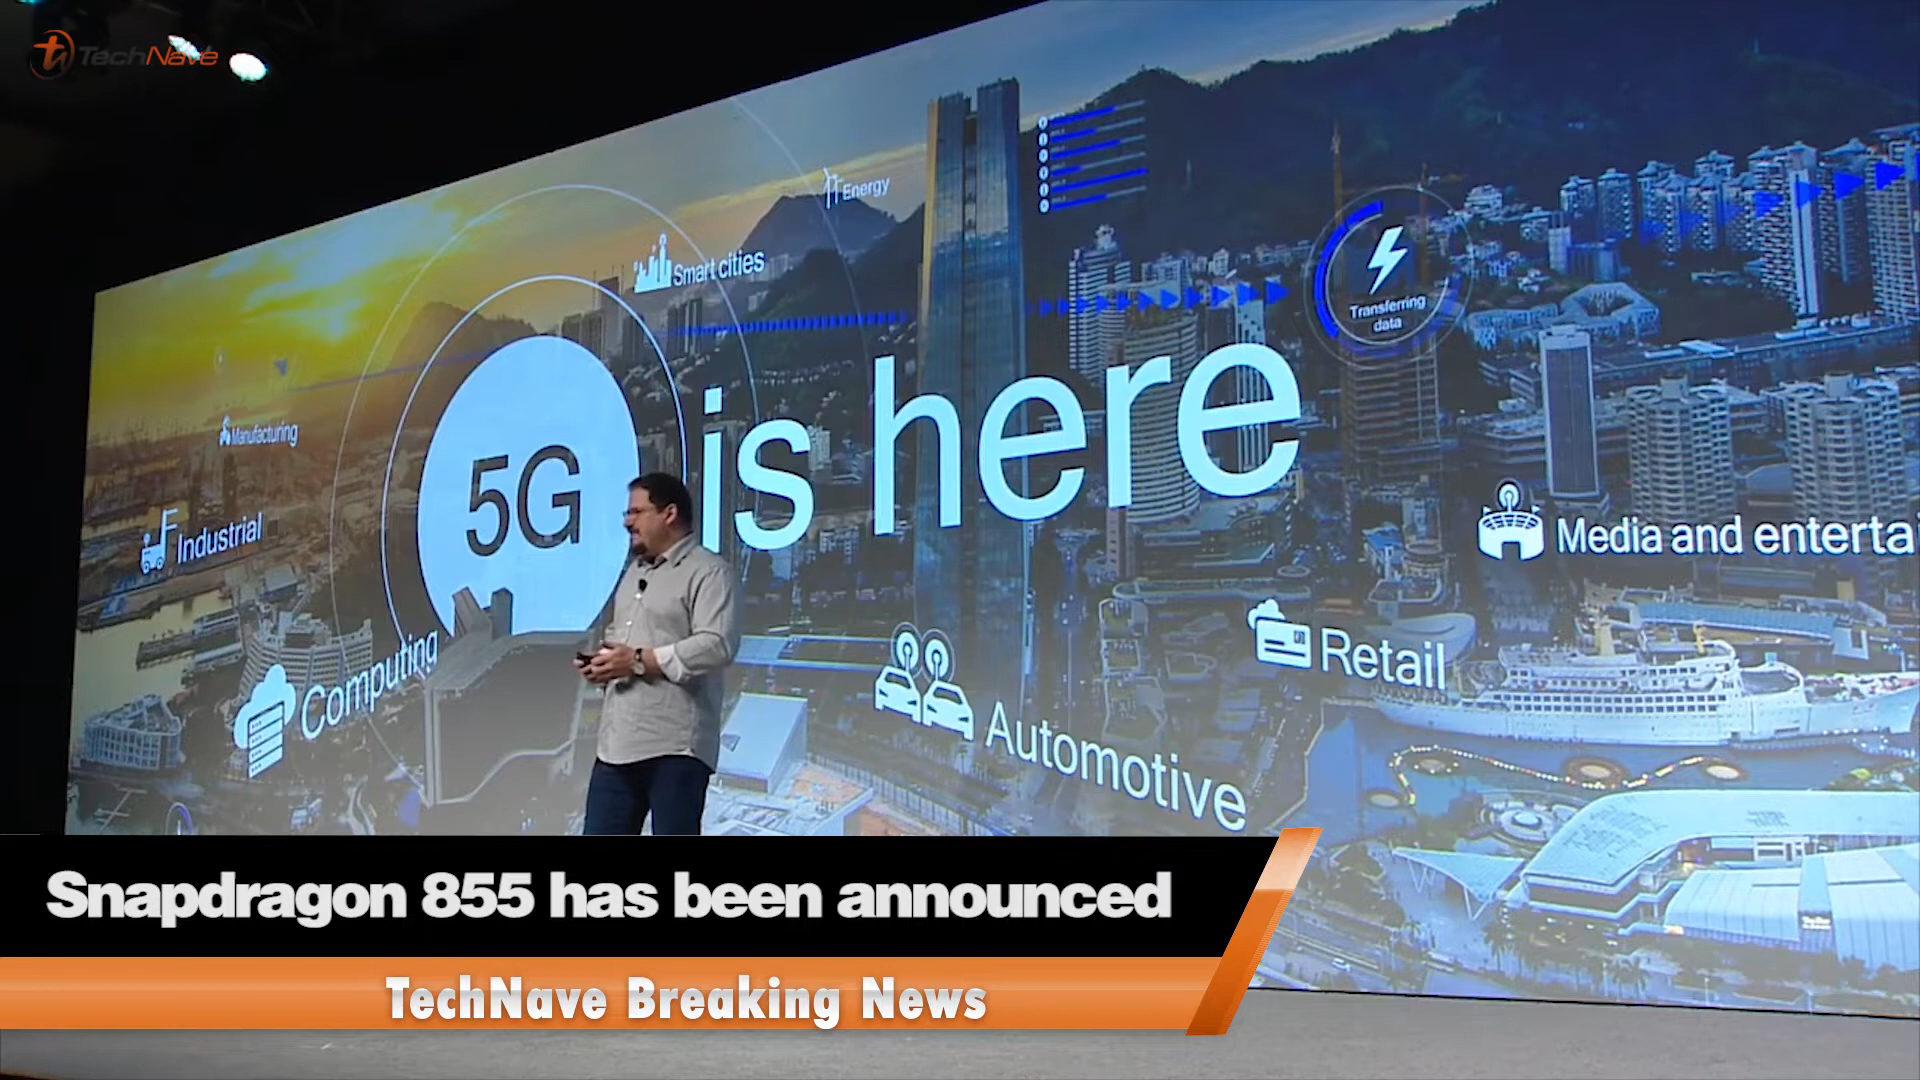 TechNave
Energy
Smart cities
Transferring
data
5G is here
Manufacturing
Industrial
Media and enterta
Computing
Retail
Automotive
Snapdragon 855 has been announced
TechNave Breaking News